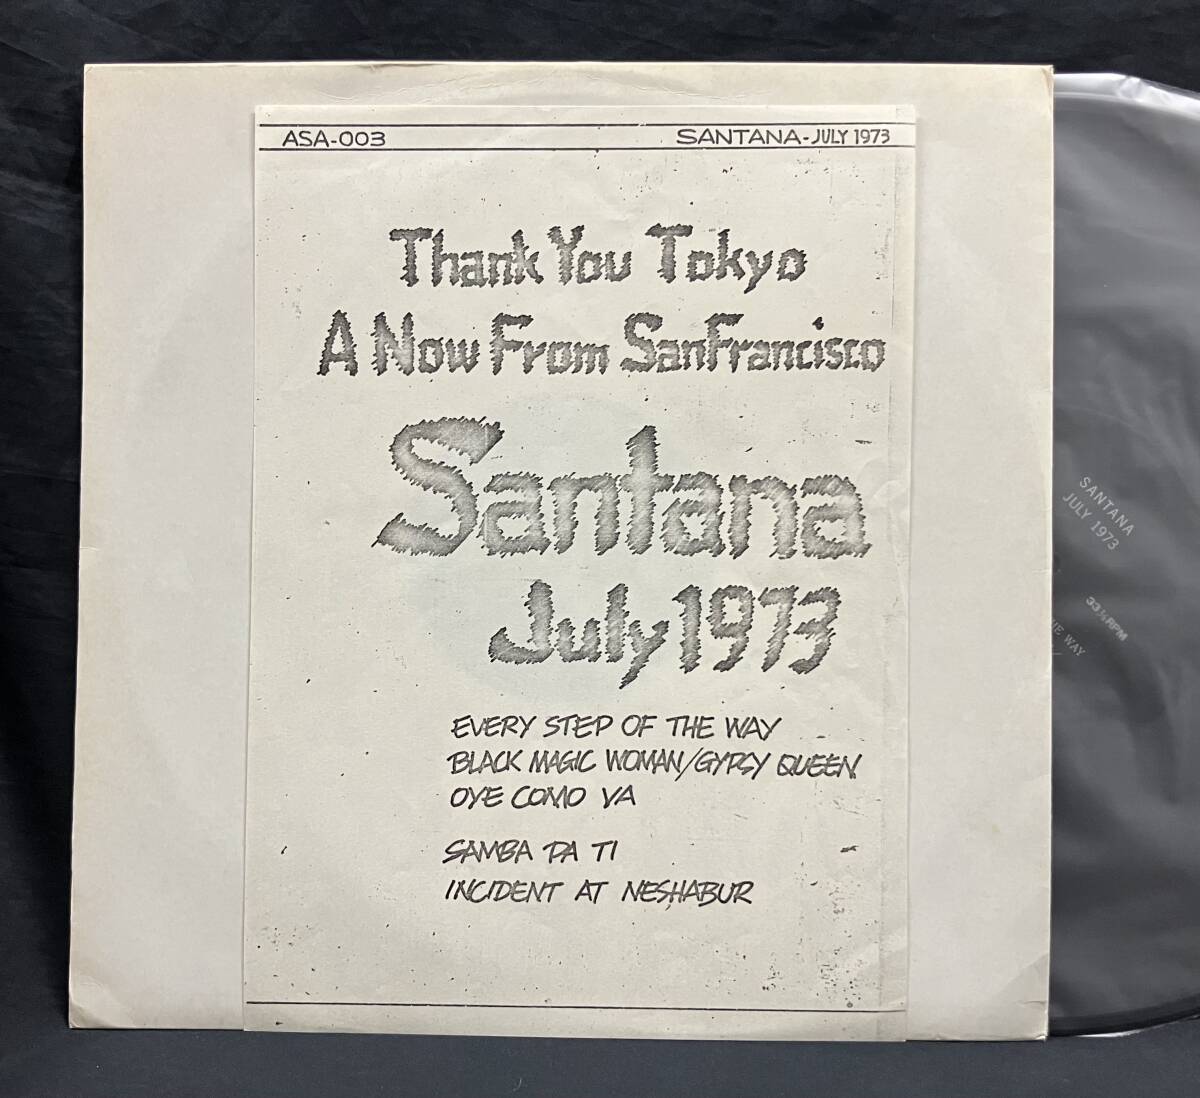 ASA-003 SANTANA-JULY 1973
Thank You Tokyo
A Now From SanFrancisco
Santana
July 1973
EVERY STEP OF THE WAY
BLACK MAGIC WOMAN/GYPSY QUEEN
OYE COMO VA
SAMBA PA TI
INCIDENT AT NESHABUR
SANTANA
JULY 1973
33⅓RPM
THE WAY